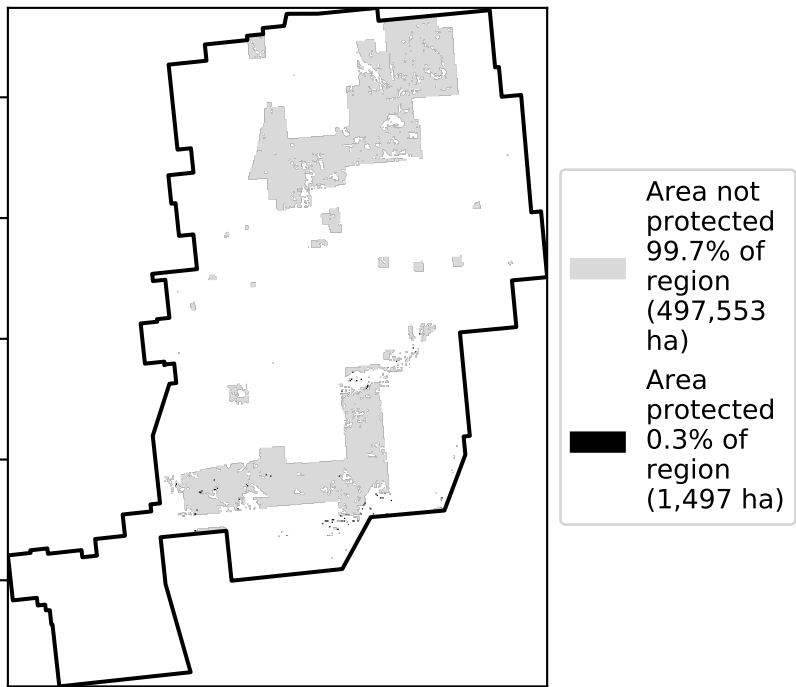 Area not
protected
99.7% of
region
(497,553
ha)
Area
protected
0.3% of
region
(1,497 ha)